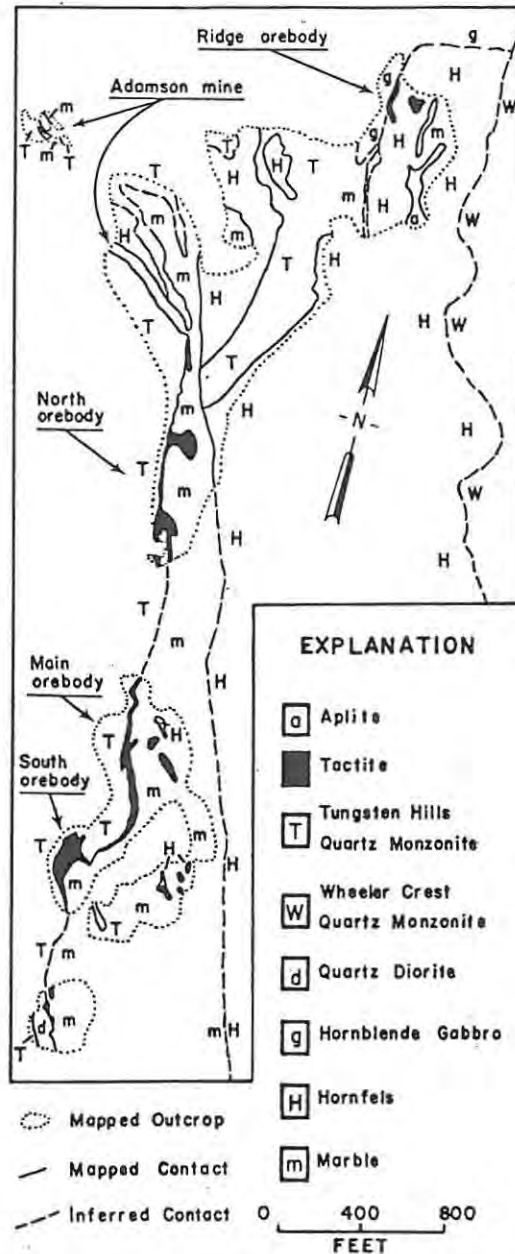 Ridge orebody
Adamson mine
g
g
H
m
T
m
T
T
H
H
T
T
m
H
m
m
H
g
H
m
H
m
H
a
W
T
H
T
H
H
W
T
m
H
North orebody
T
m
H
N
W
H
T
m
H
Main orebody
T
H
South orebody
T
T
m
m
H
H
m
T
m
T
m
d
m
T
m H
EXPLANATION
a Aplite
Tactite
T Tungsten Hills
Quartz Monzonite
W Wheeler Crest
Quartz Monzonite
d Quartz Diorite
g Hornblende Gabbro
H Hornfels
m Marble
Mapped Outcrop
Mapped Contact
Inferred Contact
0 400 800
FEET